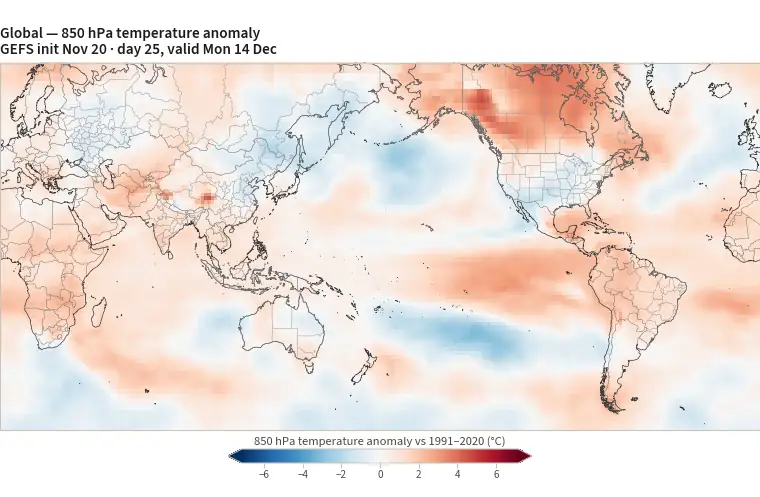 Global — 850 hPa temperature anomaly
GEFS init Nov 20 · day 25, valid Mon 14 Dec
850 hPa temperature anomaly vs 1991–2020 (°C)
−6 −4 −2 0 2 4 6